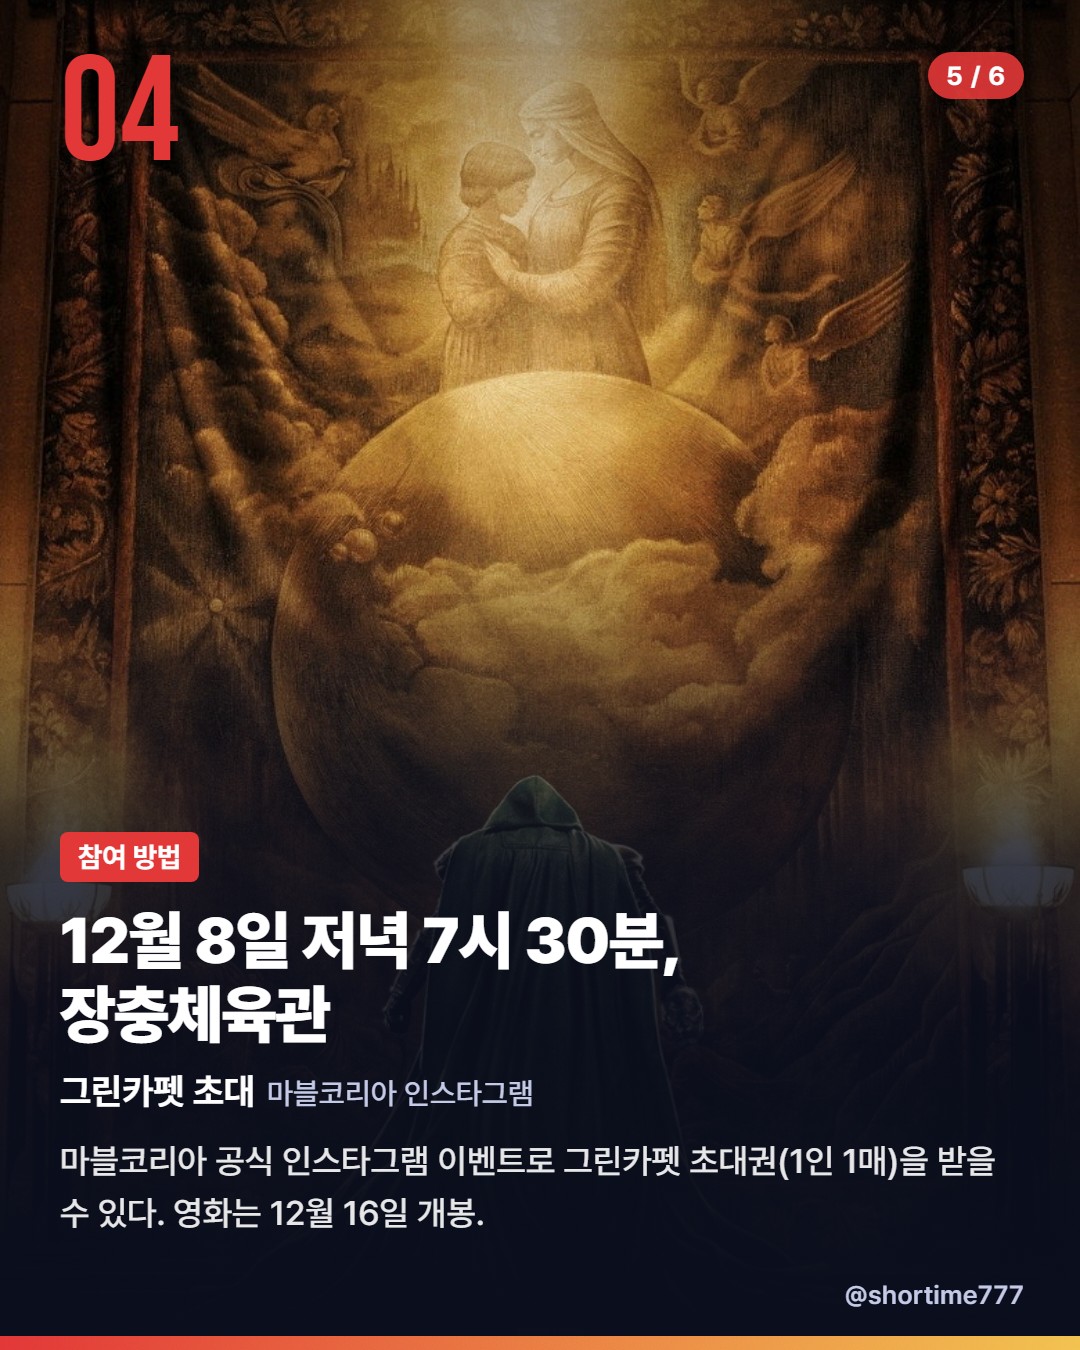 04
5 / 6
참여 방법
12월 8일 저녁 7시 30분,
장충체육관
그린카펫 초대 마블코리아 인스타그램
마블코리아 공식 인스타그램 이벤트로 그린카펫 초대권(1인 1매)을 받을
수 있다. 영화는 12월 16일 개봉.
@shortime777